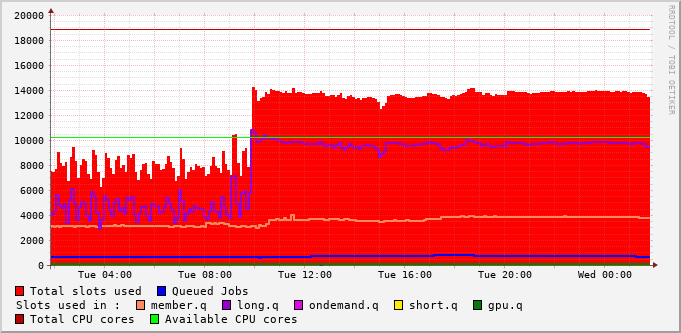 20000
18000
16000
14000
12000
10000
8000
6000
4000
2000
0
Tue 04:00 Tue 08:00 Tue 12:00 Tue 16:00 Tue 20:00 Wed 00:00
Total slots used Queued Jobs
Slots used in : member.q long.q ondemand.q short.q gpu.q
Total CPU cores Available CPU cores
RRDTOOL / TOBI OETIKER